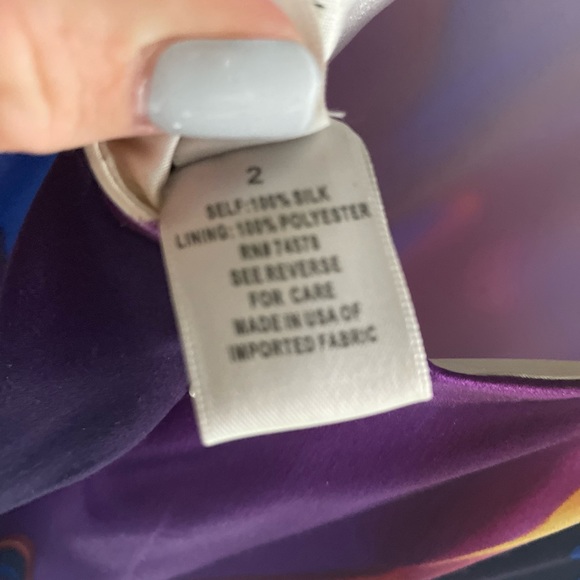 2
SELF:100% SILK
LINING: 100% POLYESTER
RN# 74578
SEE REVERSE
FOR CARE
MADE IN USA OF
IMPORTED FABRIC